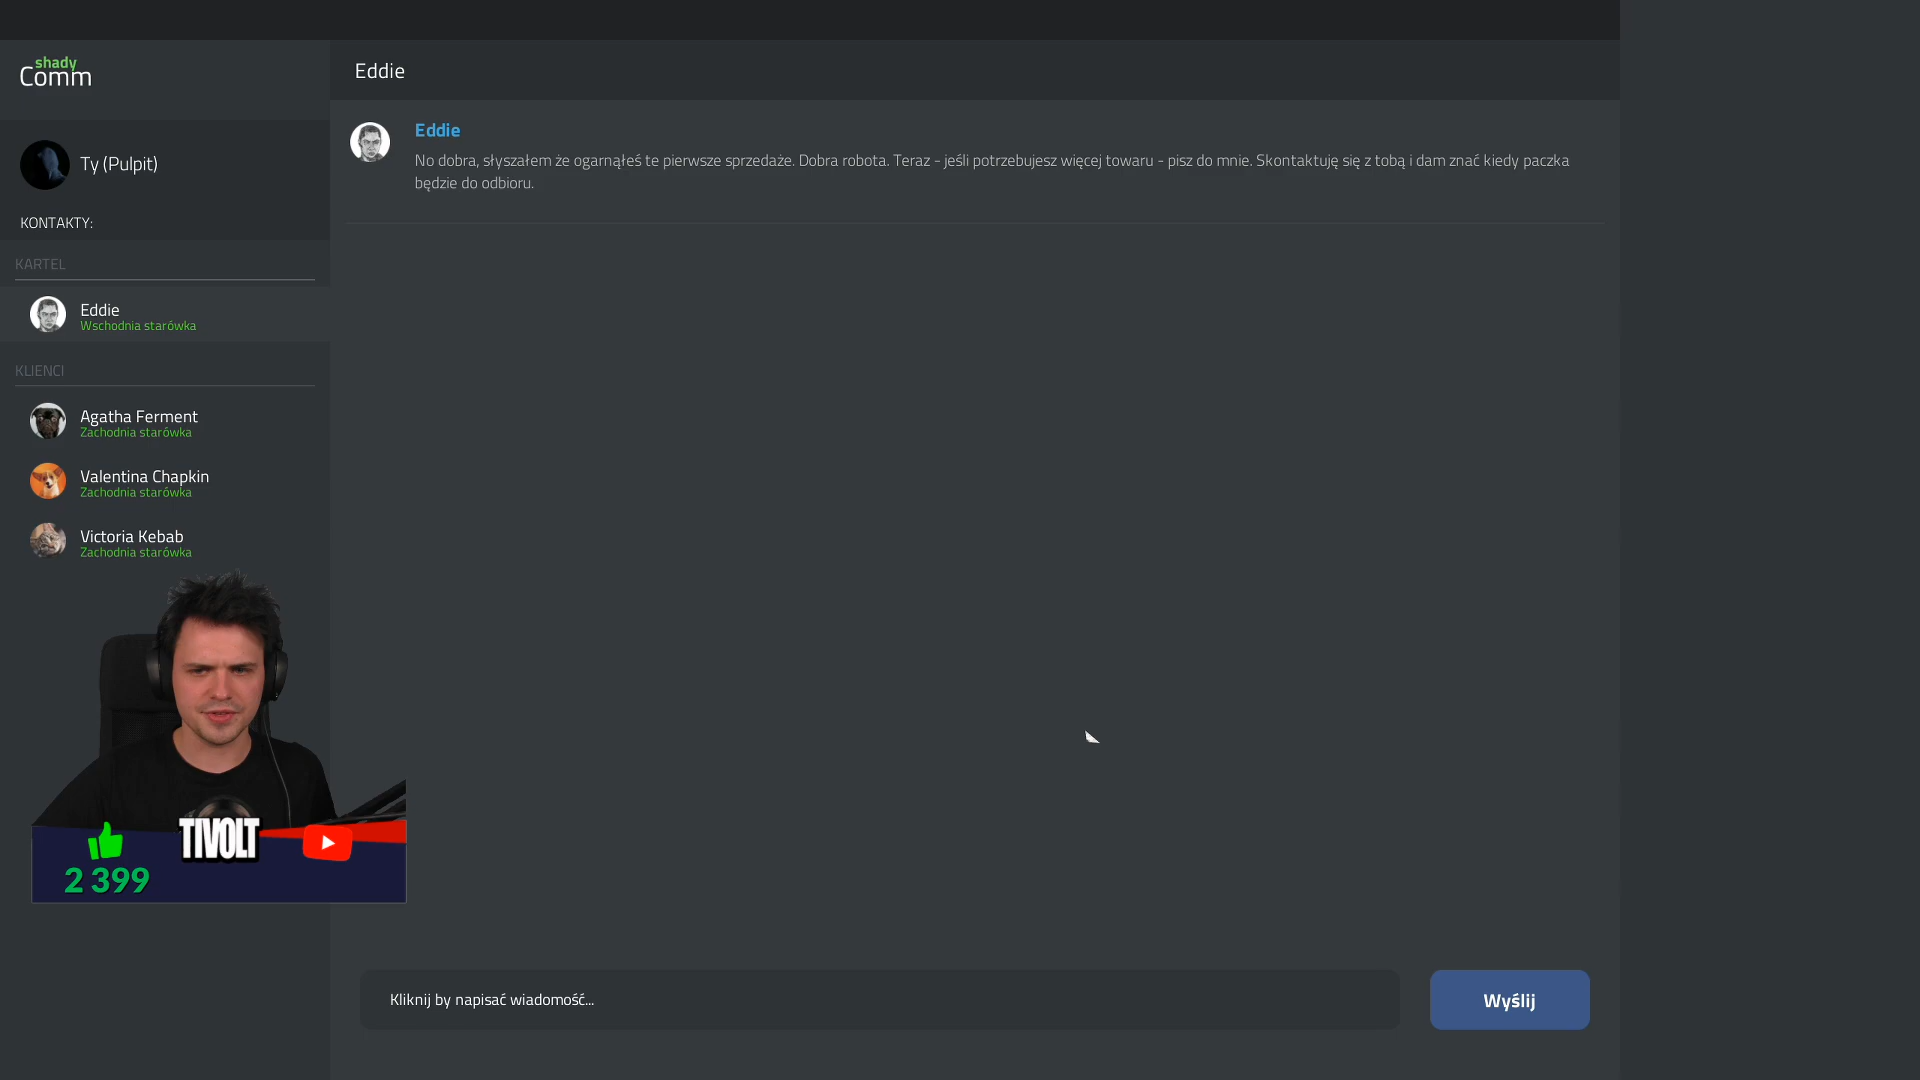 shady
Comm
Ty (Pulpit)
KONTAKTY:
KARTEL
Eddie
Wschodnia starówka
KLIENCI
Agatha Ferment
Zachodnia starówka
Valentina Chapkin
Zachodnia starówka
Victoria Kebab
Zachodnia starówka
TIVOLT
2 399
Eddie
Eddie
No dobra, słyszałem że ogarnąłeś te pierwsze sprzedaże. Dobra robota. Teraz - jeśli potrzebujesz więcej towaru - pisz do mnie. Skontaktuję się z tobą i dam znać kiedy paczka
będzie do odbioru.
Kliknij by napisać wiadomość...
Wyślij